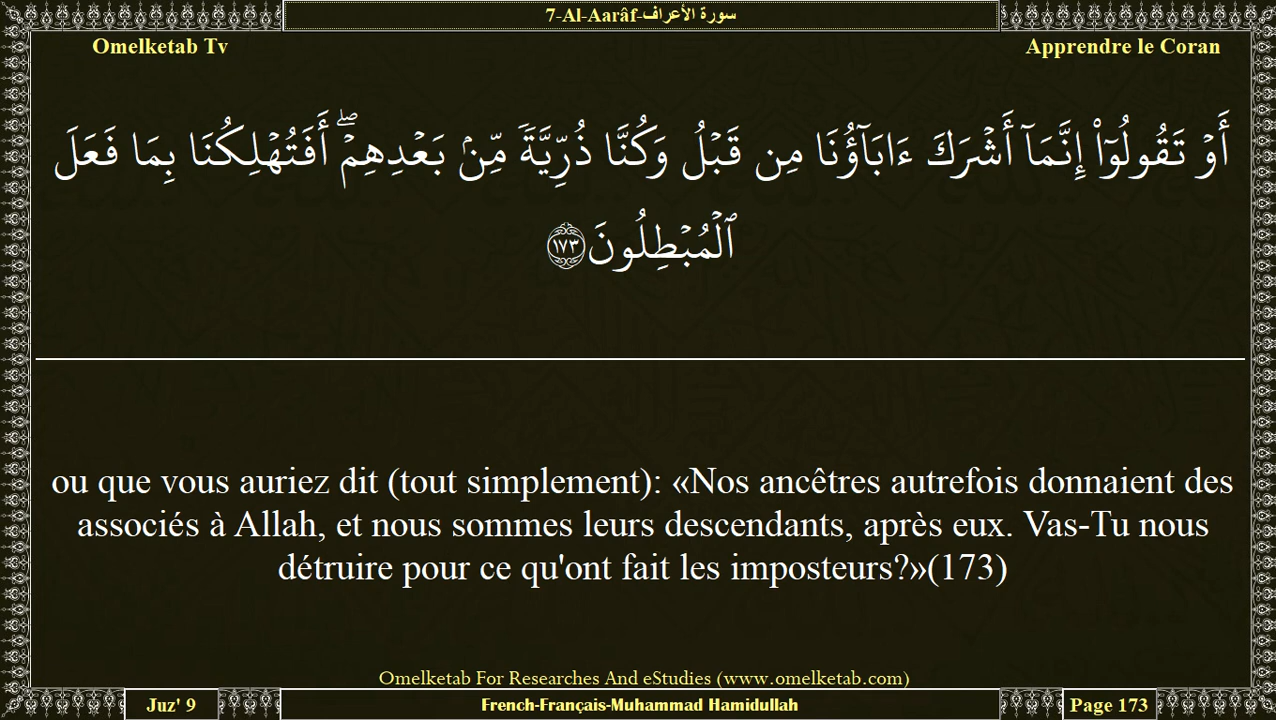 7-Al-Aarâf-سورة الأعراف
Omelketab Tv
Apprendre le Coran
أَوۡ تَقُولُوٓاْ إِنَّمَآ أَشۡرَكَ ءَابَآؤُنَا مِن قَبۡلُ وَكُنَّا ذُرِّيَّةٗ مِّنۢ بَعۡدِهِمۡۖ أَفَتُهۡلِكُنَا بِمَا فَعَلَ
ٱلۡمُبۡطِلُونَ ١٧٣
ou que vous auriez dit (tout simplement): «Nos ancêtres autrefois donnaient des
associés à Allah, et nous sommes leurs descendants, après eux. Vas-Tu nous
détruire pour ce qu'ont fait les imposteurs?»(173)
Omelketab For Researches And eStudies (www.omelketab.com)
Juz' 9
French-Français-Muhammad Hamidullah
Page 173